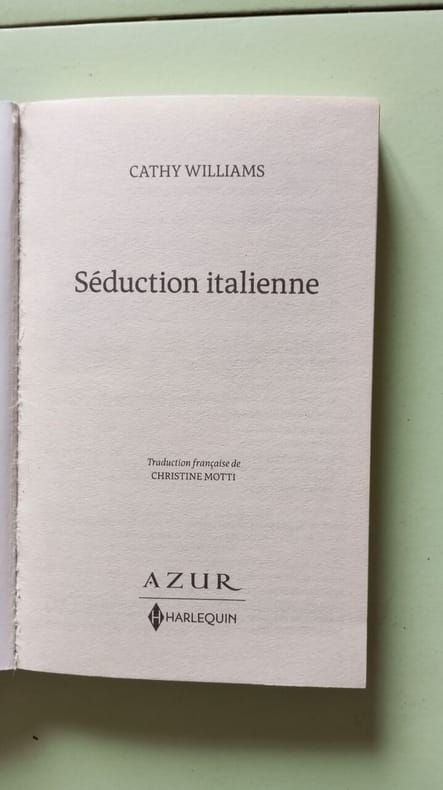 CATHY WILLIAMS
Séduction italienne
Traduction française de
CHRISTINE MOTTI
AZUR
H HARLEQUIN